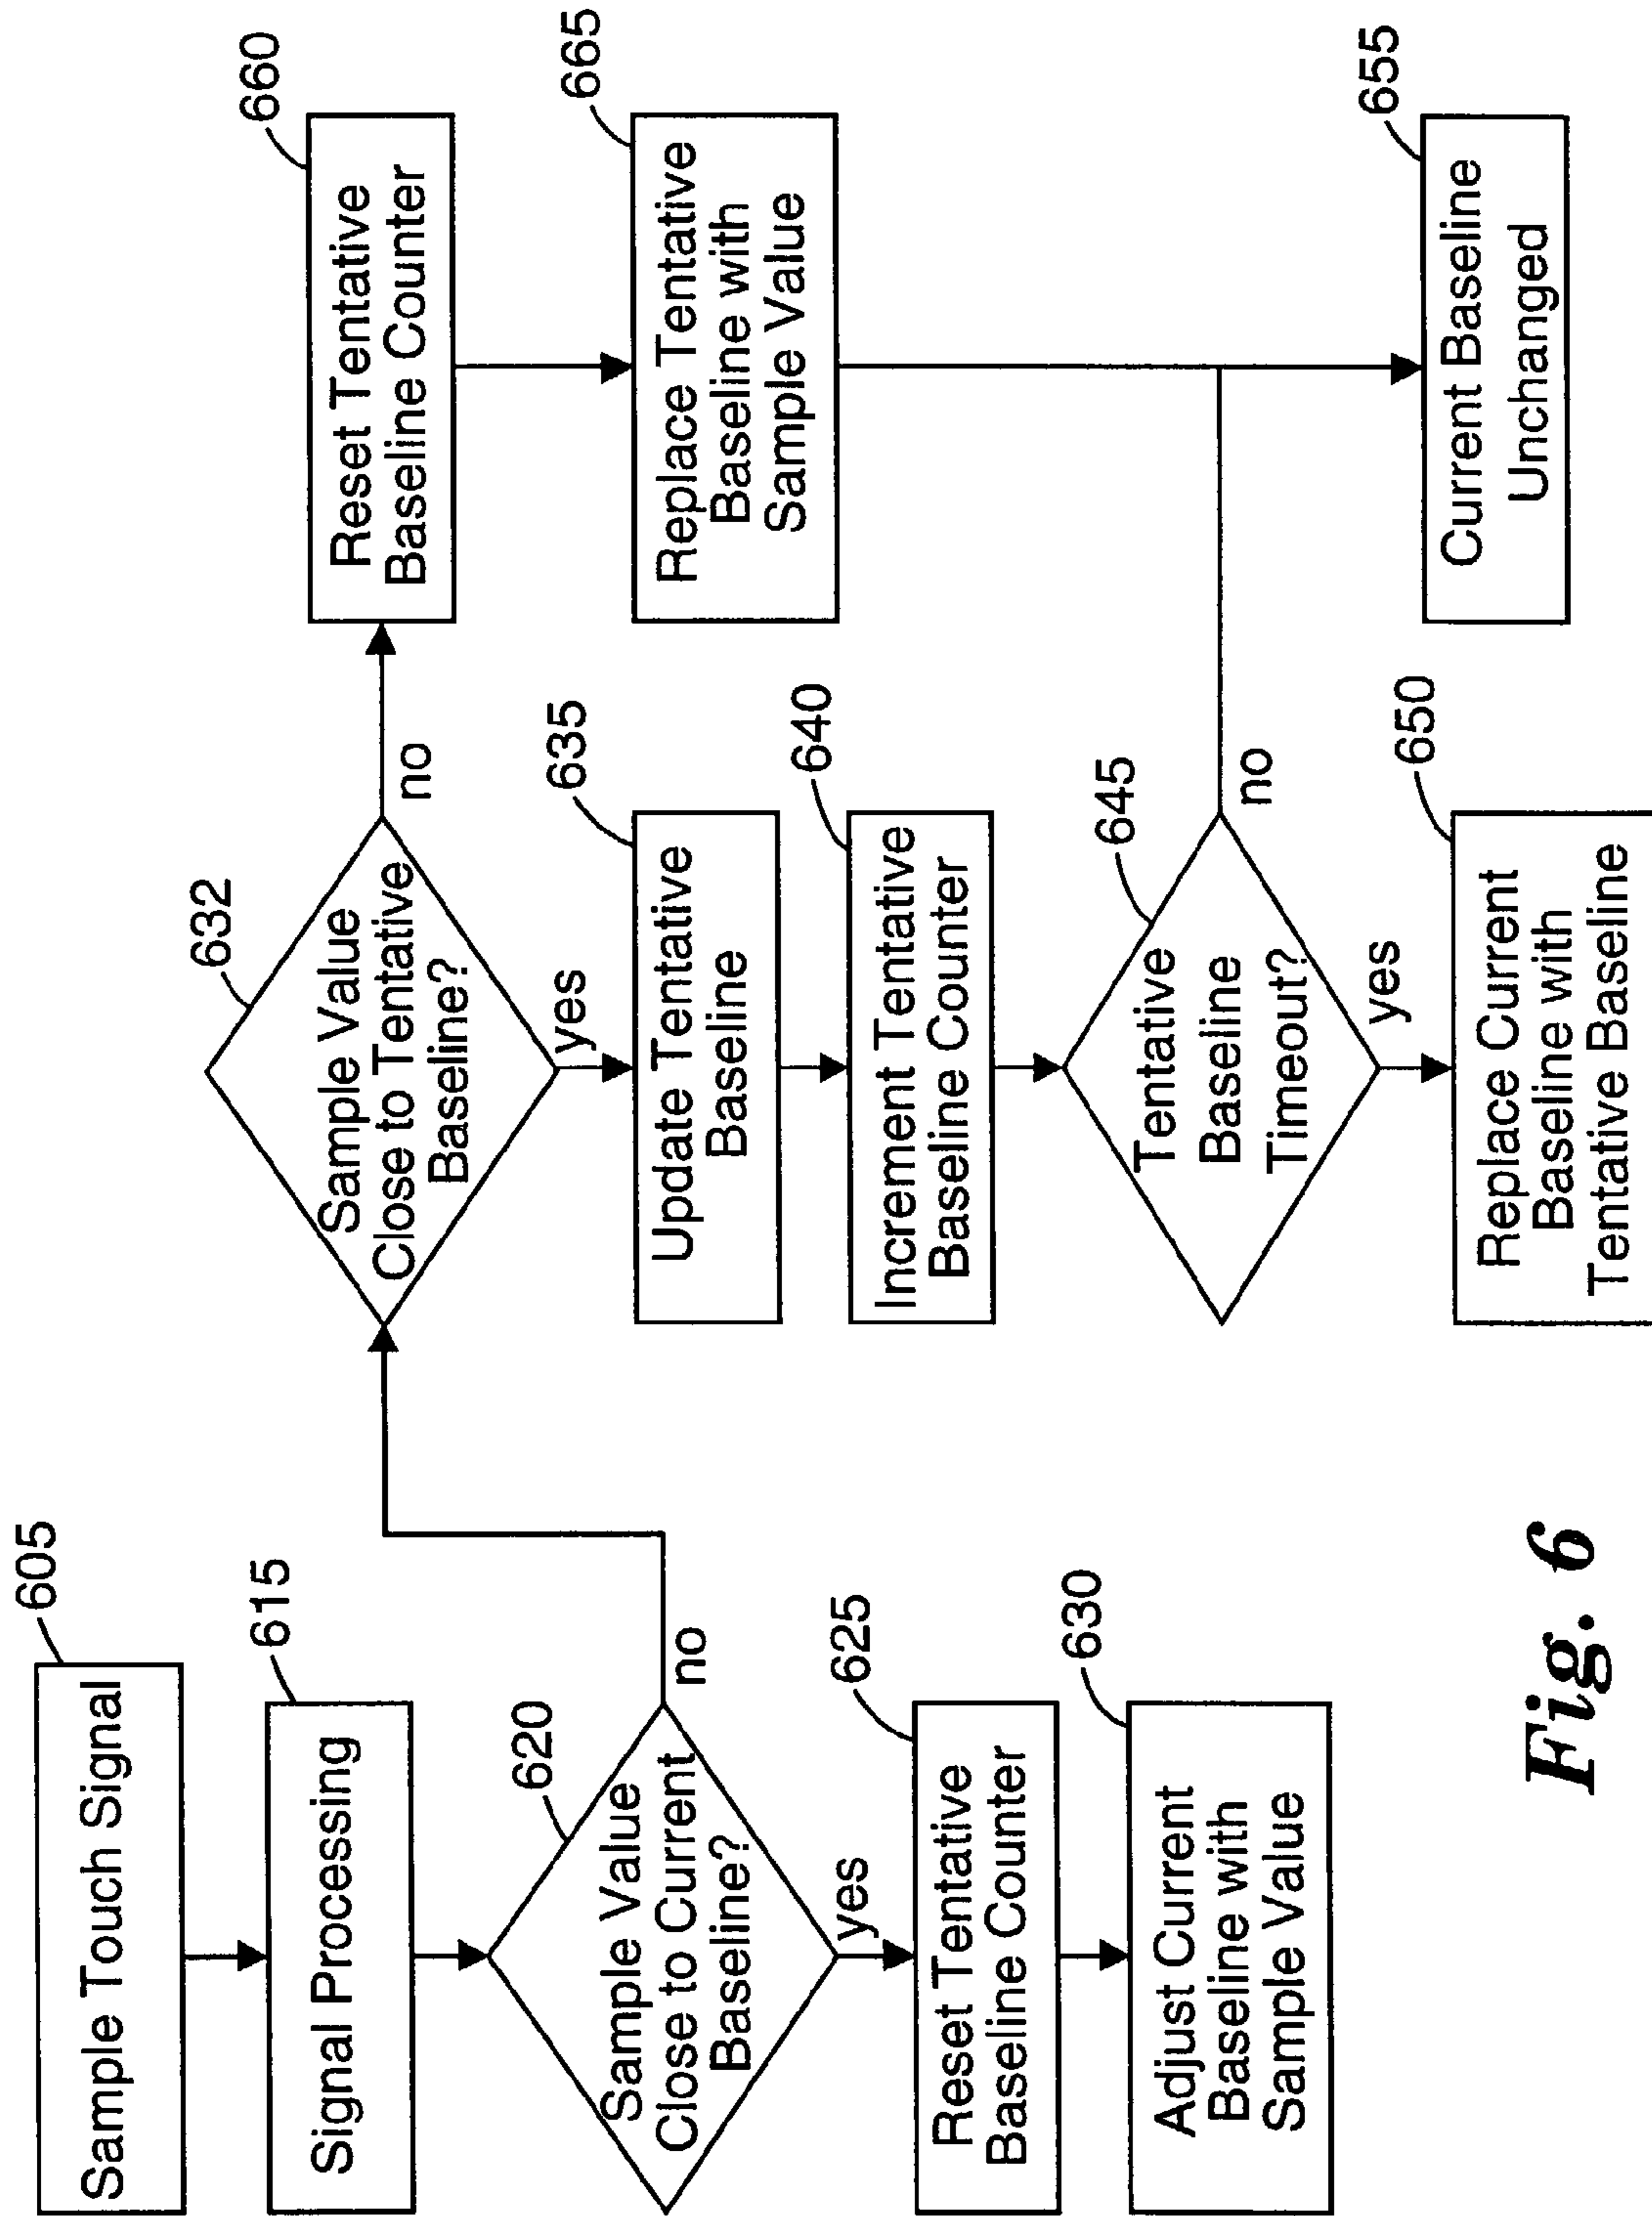 605
Sample Touch Signal
615
Signal Processing
620
Sample Value
Close to Current
Baseline?
no
yes
625
Reset Tentative
Baseline Counter
630
Adjust Current
Baseline with
Sample Value
632
Sample Value
Close to Tentative
Baseline?
no
yes
635
Update Tentative
Baseline
640
Increment Tentative
Baseline Counter
645
Tentative
Baseline
Timeout?
no
yes
650
Replace Current
Baseline with
Tentative Baseline
660
Reset Tentative
Baseline Counter
665
Replace Tentative
Baseline with
Sample Value
655
Current Baseline
Unchanged
Fig. 6